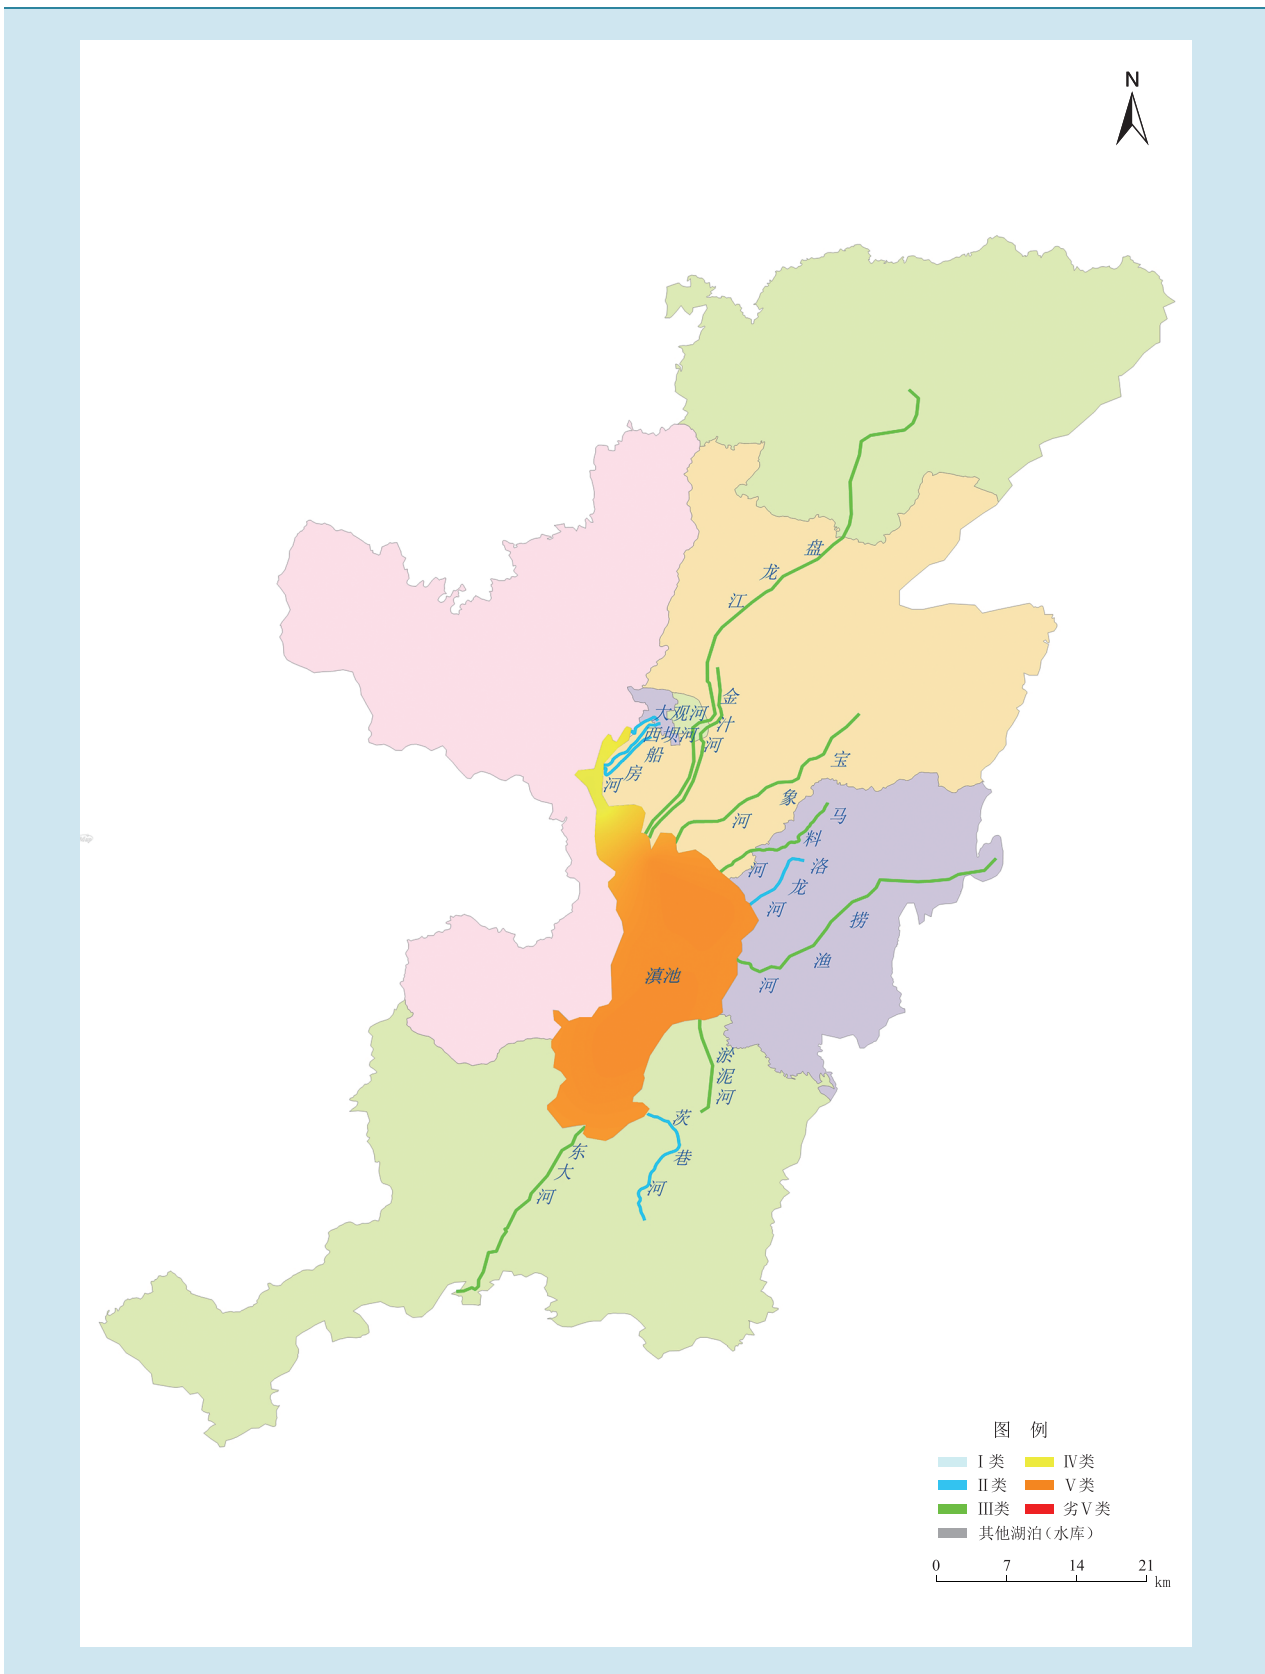 N
盘龙江
金汁河
大观河
西坝河
船房河
宝象河
马料河
洛龙河
捞渔河
滇池
淤泥河
茨巷河
东大河
图 例
Ⅰ类
Ⅳ类
Ⅱ类
Ⅴ类
Ⅲ类
劣Ⅴ类
其他湖泊（水库）
0 7 14 21
km